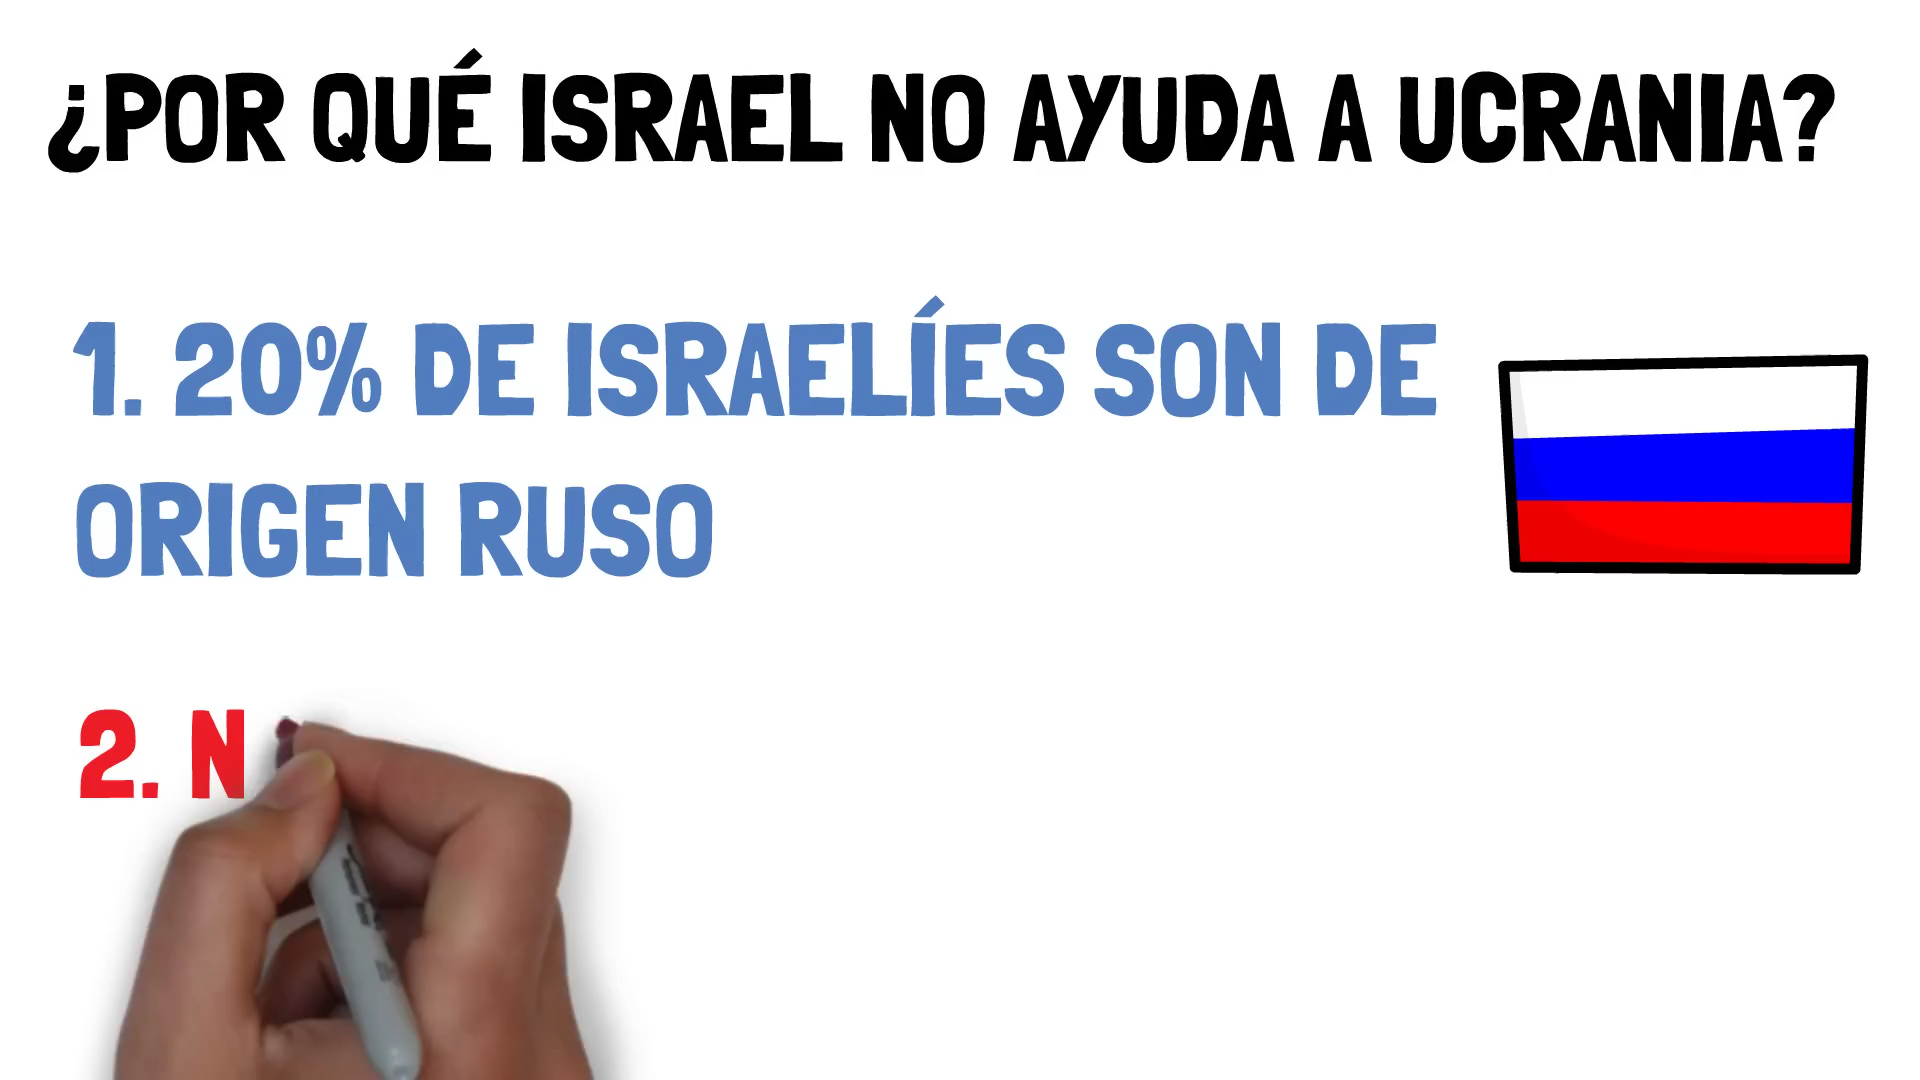 ¿POR QUÉ ISRAEL NO AYUDA A UCRANIA?
1. 20% DE ISRAELÍES SON DE
ORIGEN RUSO
2. N